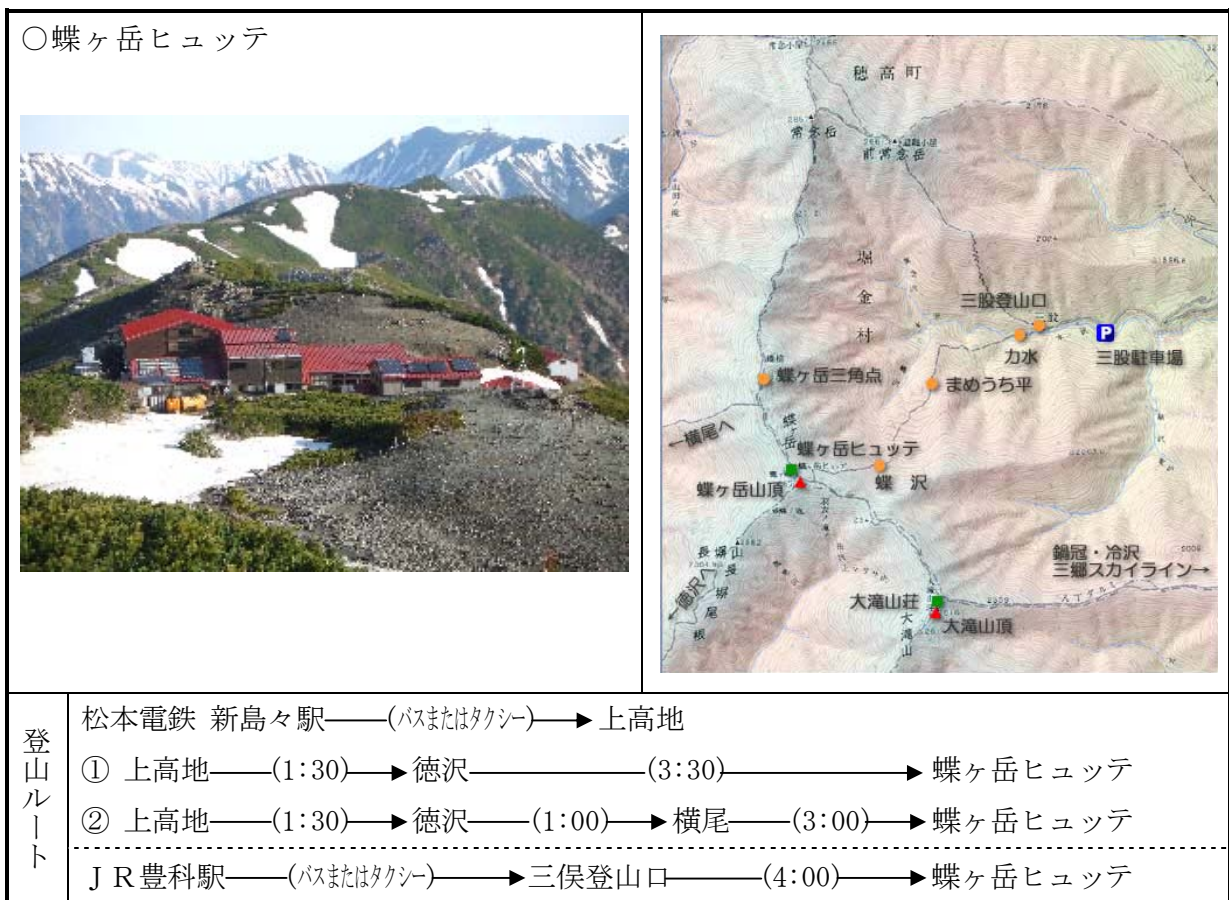 ○蝶ヶ岳ヒュッテ
穂高町
常念岳
前常念岳
堀金村
三股登山口
力水
三股駐車場
蝶ヶ岳三角点
まめうち平
←横尾へ
蝶ヶ岳
蝶ヶ岳ヒュッテ
蝶ヶ岳山頂
蝶 沢
鍋冠・冷沢
三郷スカイライン→
長塀山
長塀尾根
←徳沢へ
大滝山荘
大滝山頂
大滝山
登山ルート
松本電鉄 新島々駅――(バスまたはタクシー)―▶上高地
① 上高地――(1:30)―▶徳沢――――――(3:30)――――――▶蝶ヶ岳ヒュッテ
② 上高地――(1:30)―▶徳沢――(1:00)―▶横尾――(3:00)―▶蝶ヶ岳ヒュッテ
ＪＲ豊科駅――(バスまたはタクシー)――▶三俣登山口――――(4:00)――▶蝶ヶ岳ヒュッテ